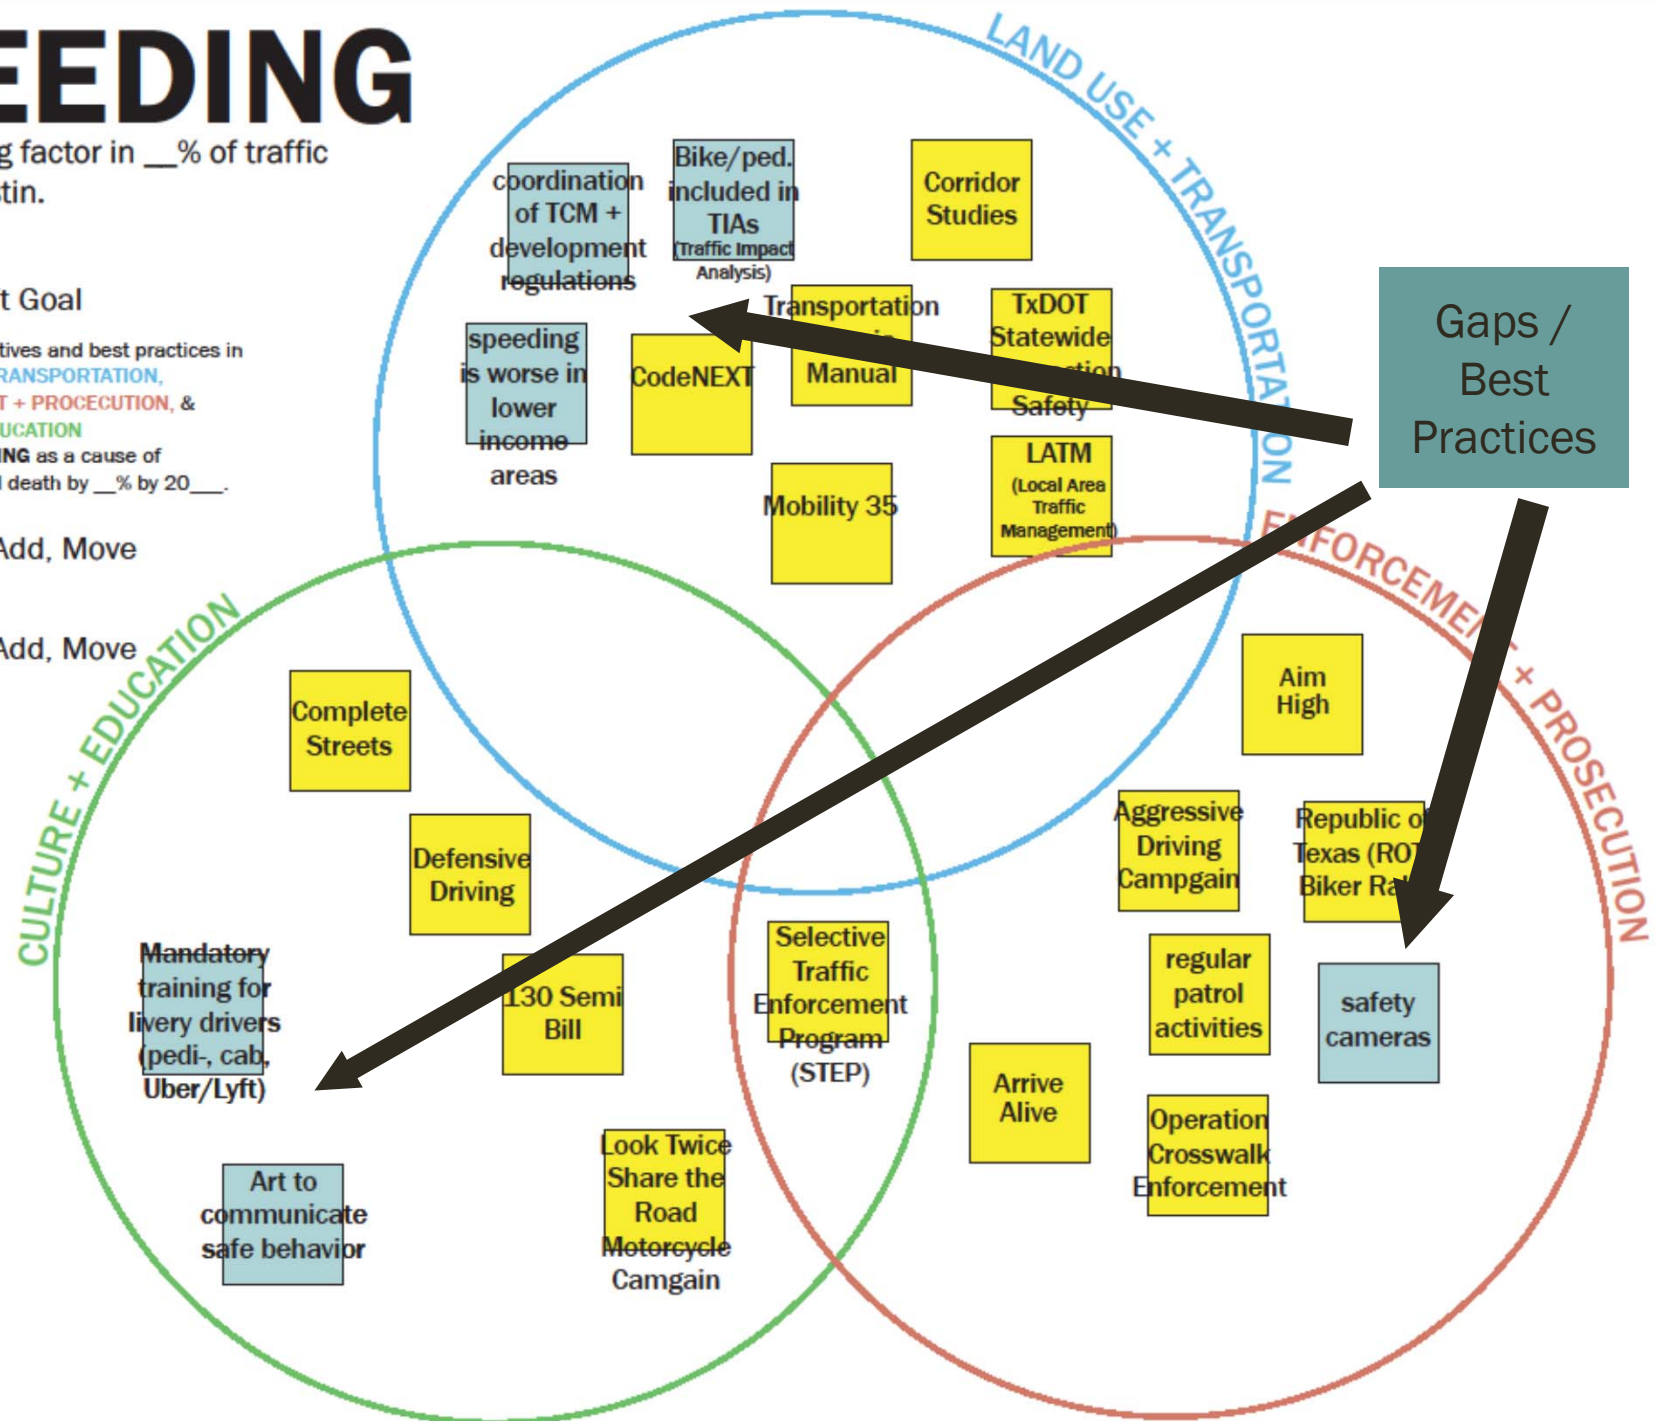 EEDING
g factor in __% of traffic
tin.
t Goal
tives and best practices in
RANSPORTATION,
T + PROCECUTION, &
UCATION
ING as a cause of
l death by __% by 20___.
Add, Move
Add, Move
LAND USE + TRANSPORTATION
coordination
of TCM +
development
regulations
Bike/ped.
included in
TIAs
(Traffic Impact
Analysis)
Corridor
Studies
speeding
is worse in
lower
income
areas
CodeNEXT
Transportation
Manual
TxDOT
Statewide
Safety
Mobility 35
LATM
(Local Area
Traffic
Management)
Gaps /
Best
Practices
CULTURE + EDUCATION
Complete
Streets
Defensive
Driving
Mandatory
training for
livery drivers
(pedi-, cab,
Uber/Lyft)
130 Semi
Bill
Art to
communicate
safe behavior
Look Twice
Share the
Road
Motorcycle
Camgain
Selective
Traffic
Enforcement
Program
(STEP)
ENFORCEMENT + PROSECUTION
Aim
High
Aggressive
Driving
Campgain
Republic of
Texas (ROT
Biker Ra
regular
patrol
activities
safety
cameras
Arrive
Alive
Operation
Crosswalk
Enforcement